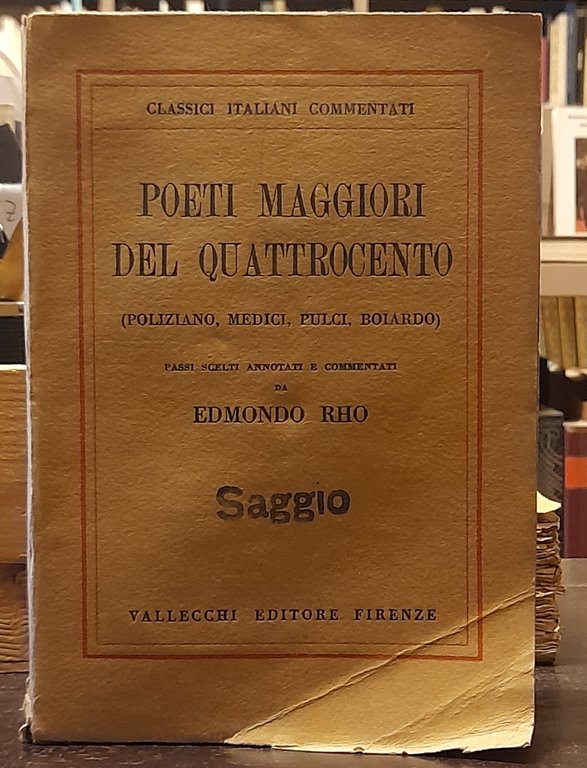 CLASSICI ITALIANI COMMENTATI
POETI MAGGIORI
DEL QUATTROCENTO
(POLIZIANO, MEDICI, PULCI, BOIARDO)
PASSI SCELTI ANNOTATI E COMMENTATI
DA
EDMONDO RHO
Saggio
VALLECCHI EDITORE FIRENZE